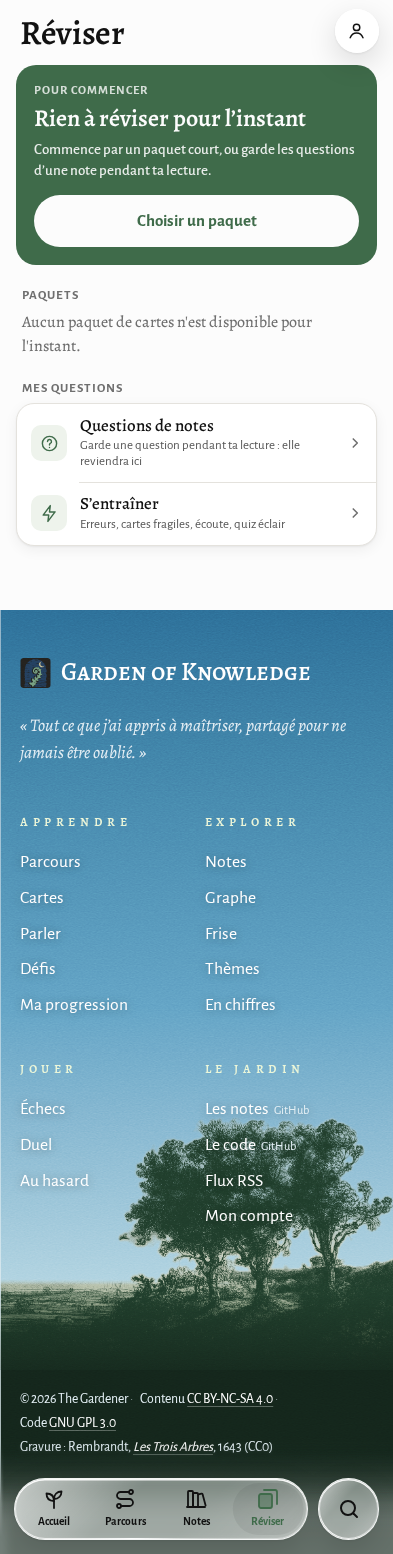 Réviser
POUR COMMENCER
Rien à réviser pour l’instant
Commence par un paquet court, ou garde les questions
d’une note pendant ta lecture.
Choisir un paquet
PAQUETS
Aucun paquet de cartes n'est disponible pour
l'instant.
MES QUESTIONS
Questions de notes
Garde une question pendant ta lecture : elle
reviendra ici
S’entraîner
Erreurs, cartes fragiles, écoute, quiz éclair
Garden of Knowledge
« Tout ce que j’ai appris à maîtriser, partagé pour ne
jamais être oublié. »
APPRENDRE
Parcours
Cartes
Parler
Défis
Ma progression
EXPLORER
Notes
Graphe
Frise
Thèmes
En chiffres
JOUER
Échecs
Duel
Au hasard
LE JARDIN
Les notes GitHub
Le code GitHub
Flux RSS
Mon compte
© 2026 The Gardener · Contenu CC BY-NC-SA 4.0 ·
Code GNU GPL 3.0
Gravure : Rembrandt, Les Trois Arbres, 1643 (CC0)
Accueil
Parcours
Notes
Réviser